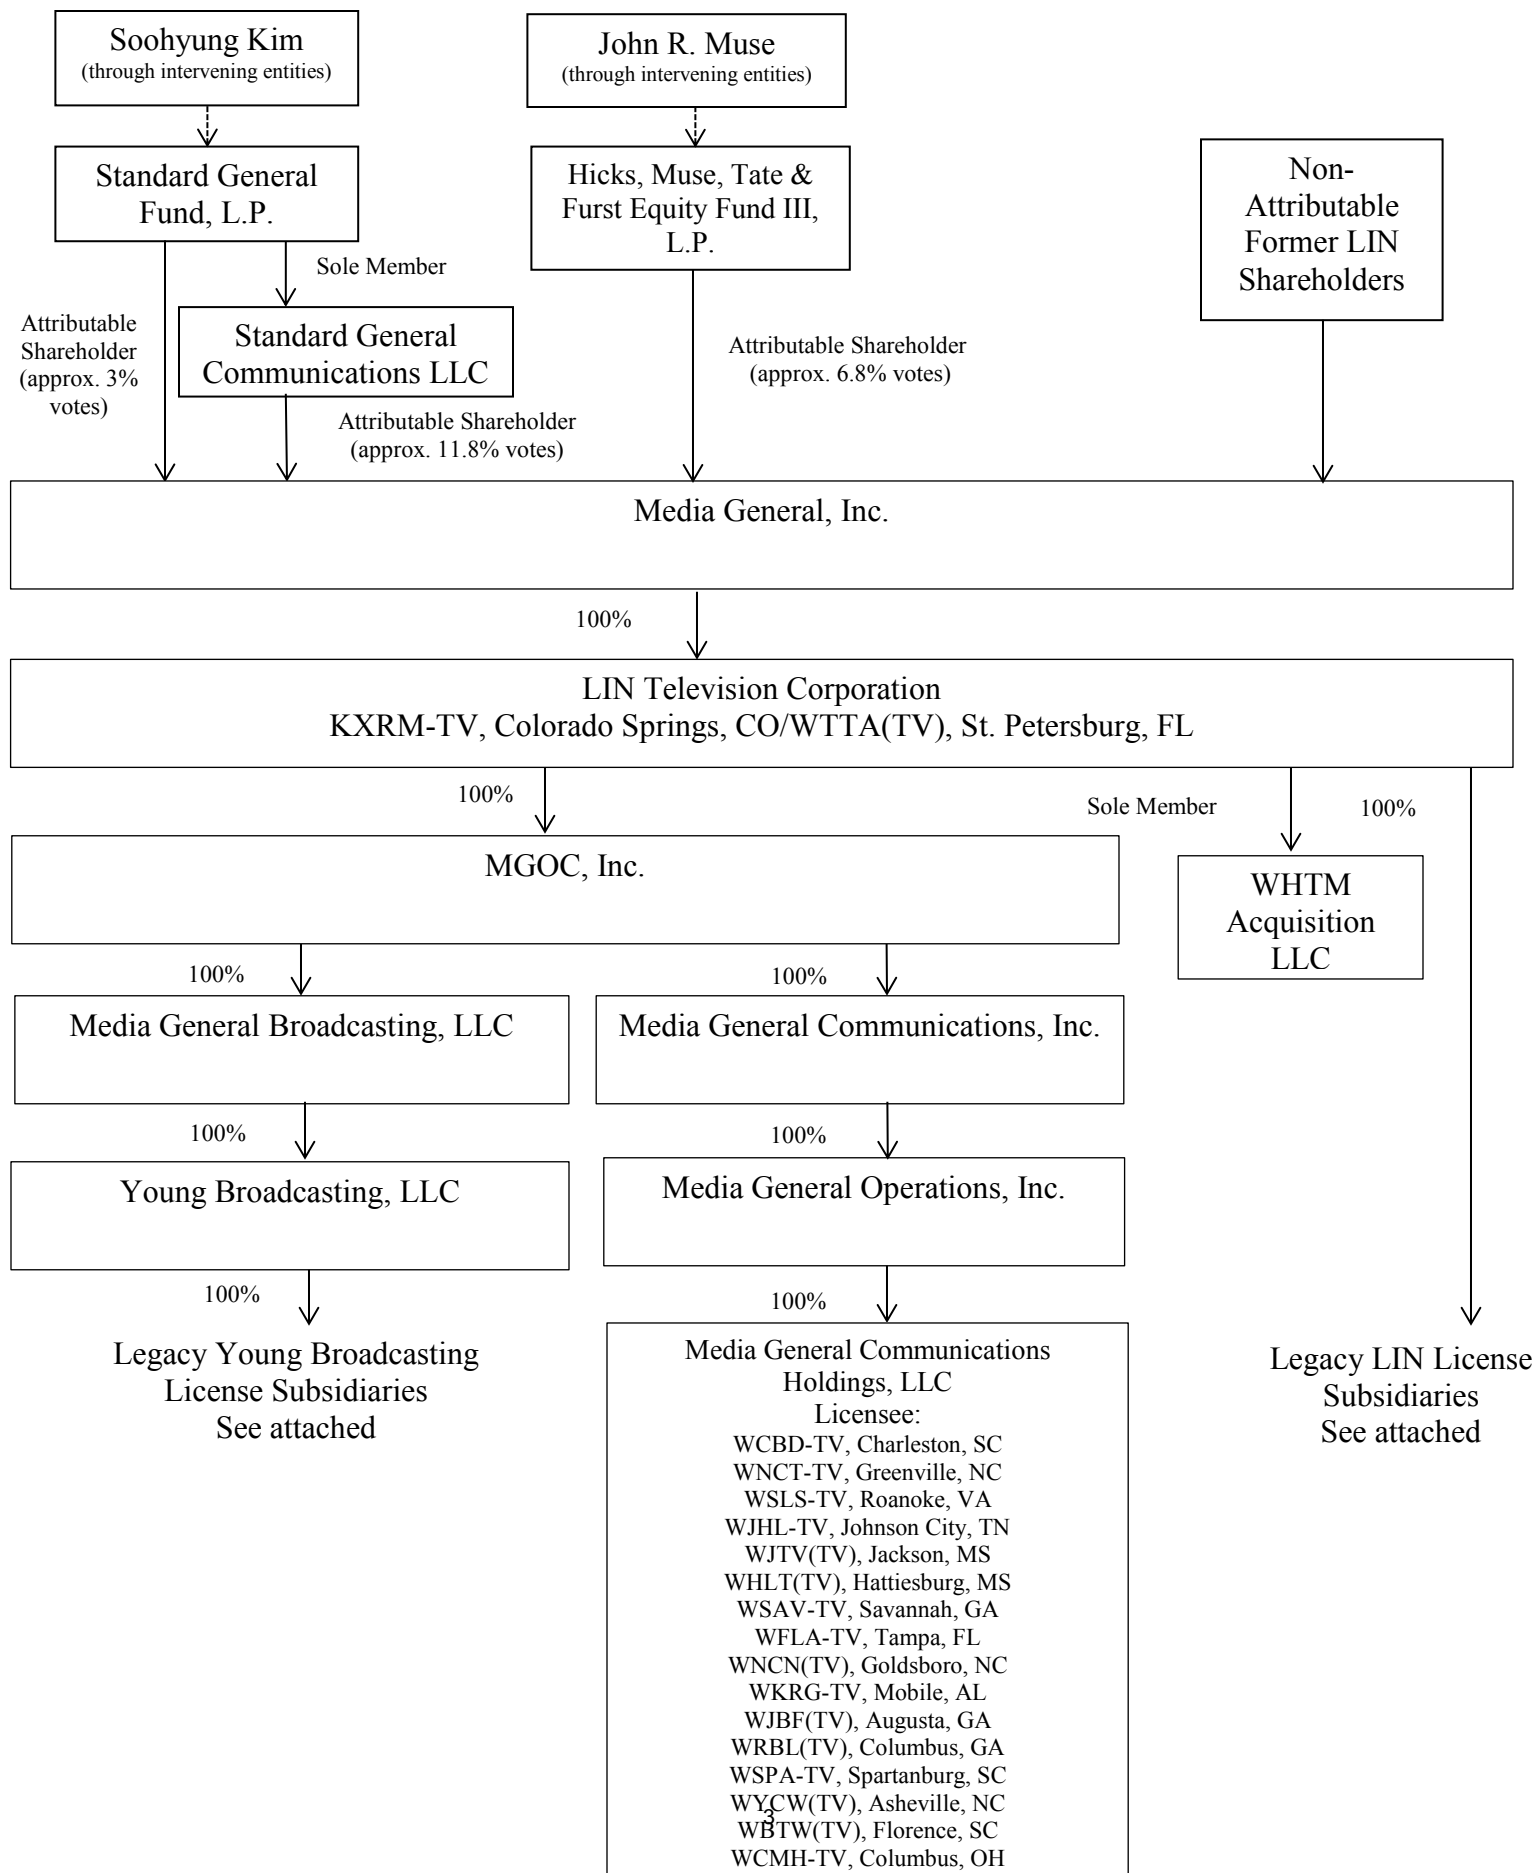 Soohyung Kim
(through intervening entities)
John R. Muse
(through intervening entities)
Standard General
Fund, L.P.
Hicks, Muse, Tate &
Furst Equity Fund III,
L.P.
Non-
Attributable
Former LIN
Shareholders
Sole Member
Attributable
Shareholder
(approx. 3%
votes)
Standard General
Communications LLC
Attributable Shareholder
(approx. 6.8% votes)
Attributable Shareholder
(approx. 11.8% votes)
Media General, Inc.
100%
LIN Television Corporation
KXRM-TV, Colorado Springs, CO/WTTA(TV), St. Petersburg, FL
100%
Sole Member
100%
MGOC, Inc.
WHTM
Acquisition
LLC
100%
100%
Media General Broadcasting, LLC
Media General Communications, Inc.
100%
100%
Young Broadcasting, LLC
Media General Operations, Inc.
100%
100%
Legacy Young Broadcasting
License Subsidiaries
See attached
Media General Communications
Holdings, LLC
Licensee:
WCBD-TV, Charleston, SC
WNCT-TV, Greenville, NC
WSLS-TV, Roanoke, VA
WJHL-TV, Johnson City, TN
WJTV(TV), Jackson, MS
WHLT(TV), Hattiesburg, MS
WSAV-TV, Savannah, GA
WFLA-TV, Tampa, FL
WNCN(TV), Goldsboro, NC
WKRG-TV, Mobile, AL
WJBF(TV), Augusta, GA
WRBL(TV), Columbus, GA
WSPA-TV, Spartanburg, SC
WYCW(TV), Asheville, NC
3
WBTW(TV), Florence, SC
WCMH-TV, Columbus, OH
Legacy LIN License
Subsidiaries
See attached